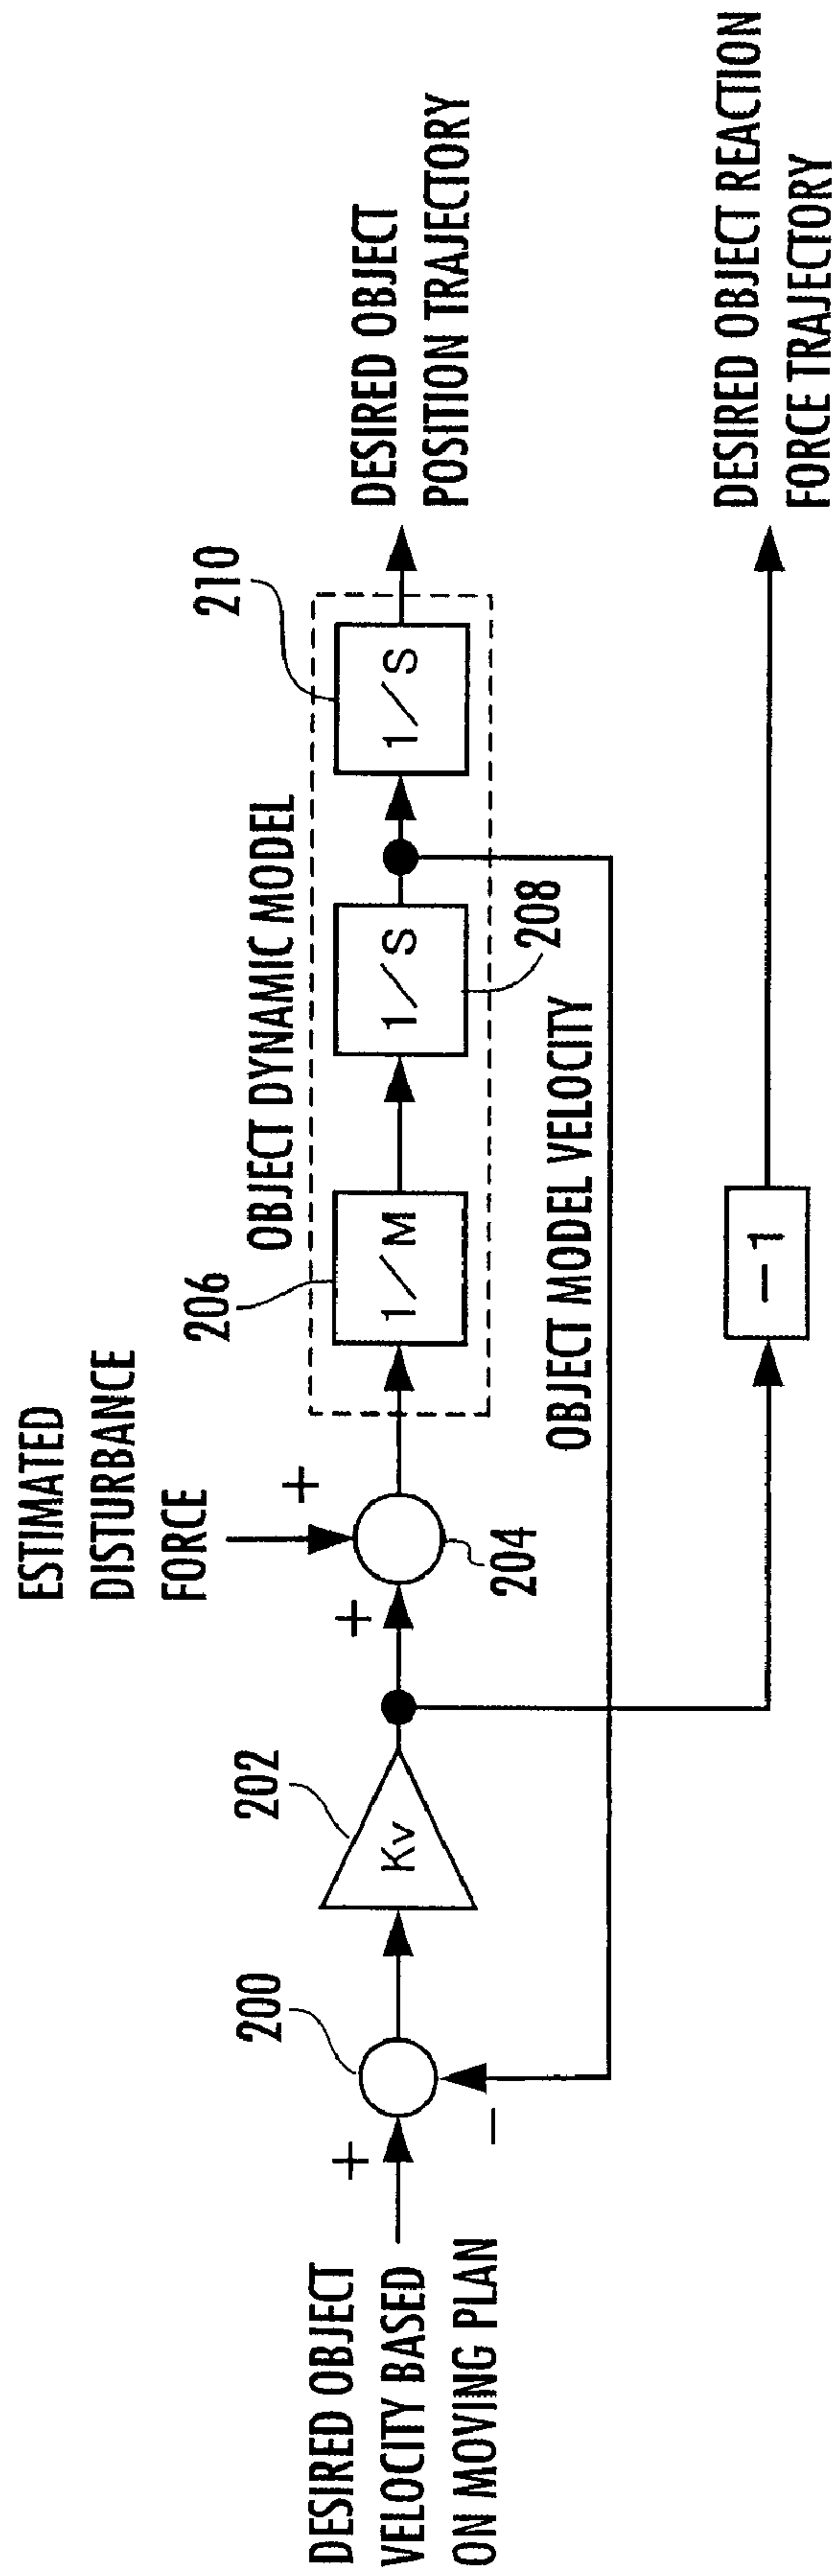 DESIRED OBJECT
VELOCITY BASED
ON MOVING PLAN
+
−
200
202
Kv
+
ESTIMATED
DISTURBANCE
FORCE
+
204
206
OBJECT DYNAMIC MODEL
1/M
1/S
208
1/S
210
OBJECT MODEL VELOCITY
DESIRED OBJECT
POSITION TRAJECTORY
−1
DESIRED OBJECT REACTION
FORCE TRAJECTORY